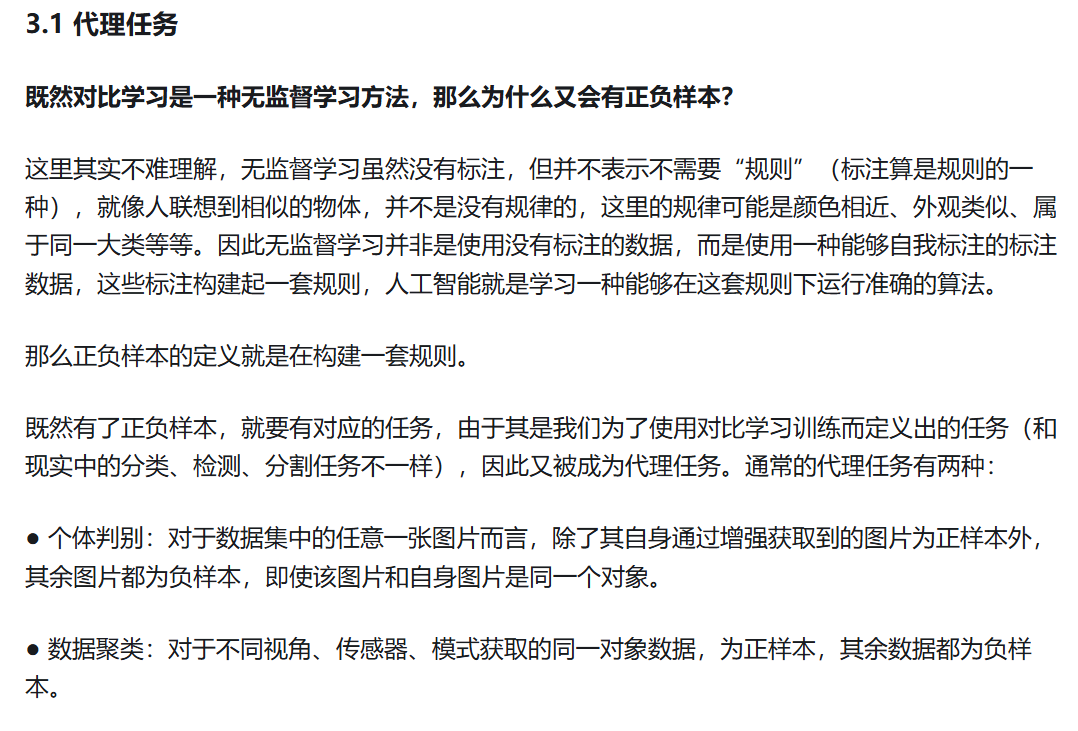 3.1 代理任务
既然对比学习是一种无监督学习方法，那么为什么又会有正负样本？
这里其实不难理解，无监督学习虽然没有标注，但并不表示不需要“规则”（标注算是规则的一
种），就像人联想到相似的物体，并不是没有规律的，这里的规律可能是颜色相近、外观类似、属
于同一大类等等。因此无监督学习并非是使用没有标注的数据，而是使用一种能够自我标注的标注
数据，这些标注构建起一套规则，人工智能就是学习一种能够在这套规则下运行准确的算法。
那么正负样本的定义就是在构建一套规则。
既然有了正负样本，就要有对应的任务，由于其是我们为了使用对比学习训练而定义出的任务（和
现实中的分类、检测、分割任务不一样），因此又被成为代理任务。通常的代理任务有两种：
● 个体判别：对于数据集中的任意一张图片而言，除了其自身通过增强获取到的图片为正样本外，
其余图片都为负样本，即使该图片和自身图片是同一个对象。
● 数据聚类：对于不同视角、传感器、模式获取的同一对象数据，为正样本，其余数据都为负样
本。